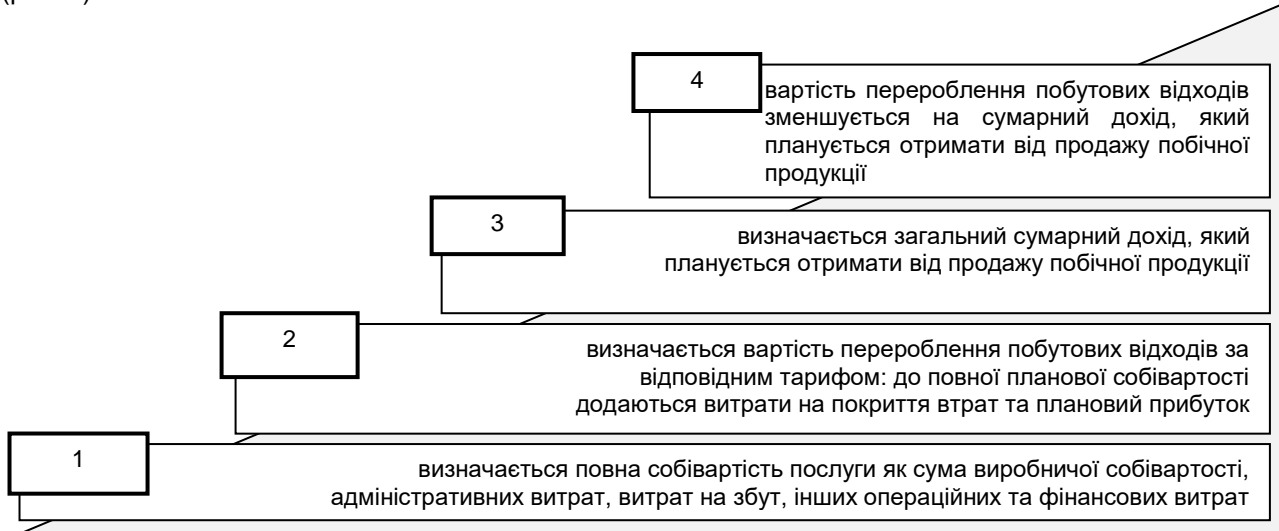 4
вартість перероблення побутових відходів
зменшується на сумарний дохід, який
планується отримати від продажу побічної
продукції
3
визначається загальний сумарний дохід, який
планується отримати від продажу побічної продукції
2
визначається вартість перероблення побутових відходів за
відповідним тарифом: до повної планової собівартості
додаються витрати на покриття втрат та плановий прибуток
1
визначається повна собівартість послуги як сума виробничої собівартості,
адміністративних витрат, витрат на збут, інших операційних та фінансових витрат